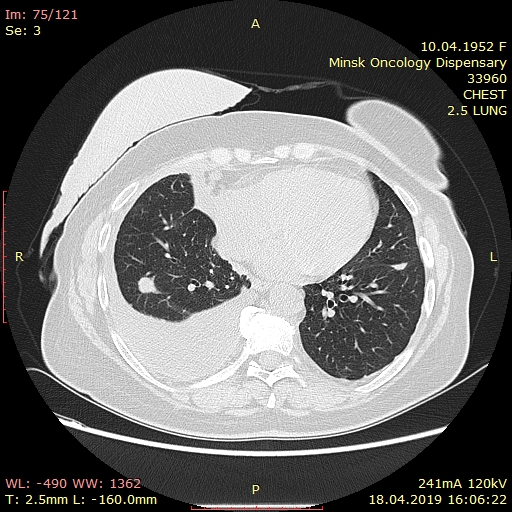 Im: 75/121
Se: 3
A
10.04.1952 F
Minsk Oncology Dispensary
33960
CHEST
2.5 LUNG
R
L
WL: -490 WW: 1362
T: 2.5mm L: -160.0mm
P
241mA 120kV
18.04.2019 16:06:22